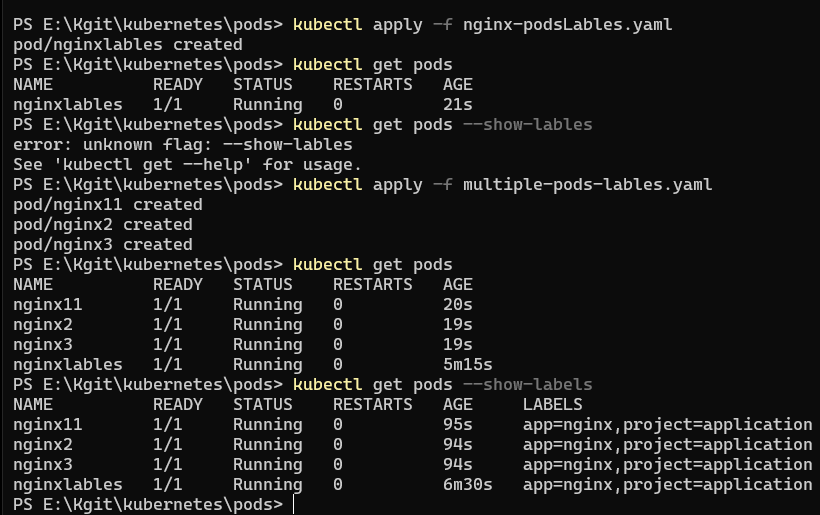 PS E:\Kgit\kubernetes\pods> kubectl apply -f nginx-podsLables.yaml
pod/nginxlables created
PS E:\Kgit\kubernetes\pods> kubectl get pods
NAME          READY   STATUS    RESTARTS   AGE
nginxlables   1/1     Running   0          21s
PS E:\Kgit\kubernetes\pods> kubectl get pods --show-lables
error: unknown flag: --show-lables
See 'kubectl get --help' for usage.
PS E:\Kgit\kubernetes\pods> kubectl apply -f multiple-pods-lables.yaml
pod/nginx11 created
pod/nginx2 created
pod/nginx3 created
PS E:\Kgit\kubernetes\pods> kubectl get pods
NAME          READY   STATUS    RESTARTS   AGE
nginx11       1/1     Running   0          20s
nginx2        1/1     Running   0          19s
nginx3        1/1     Running   0          19s
nginxlables   1/1     Running   0          5m15s
PS E:\Kgit\kubernetes\pods> kubectl get pods --show-labels
NAME          READY   STATUS    RESTARTS   AGE     LABELS
nginx11       1/1     Running   0          95s     app=nginx,project=application
nginx2        1/1     Running   0          94s     app=nginx,project=application
nginx3        1/1     Running   0          94s     app=nginx,project=application
nginxlables   1/1     Running   0          6m30s   app=nginx,project=application
PS E:\Kgit\kubernetes\pods>